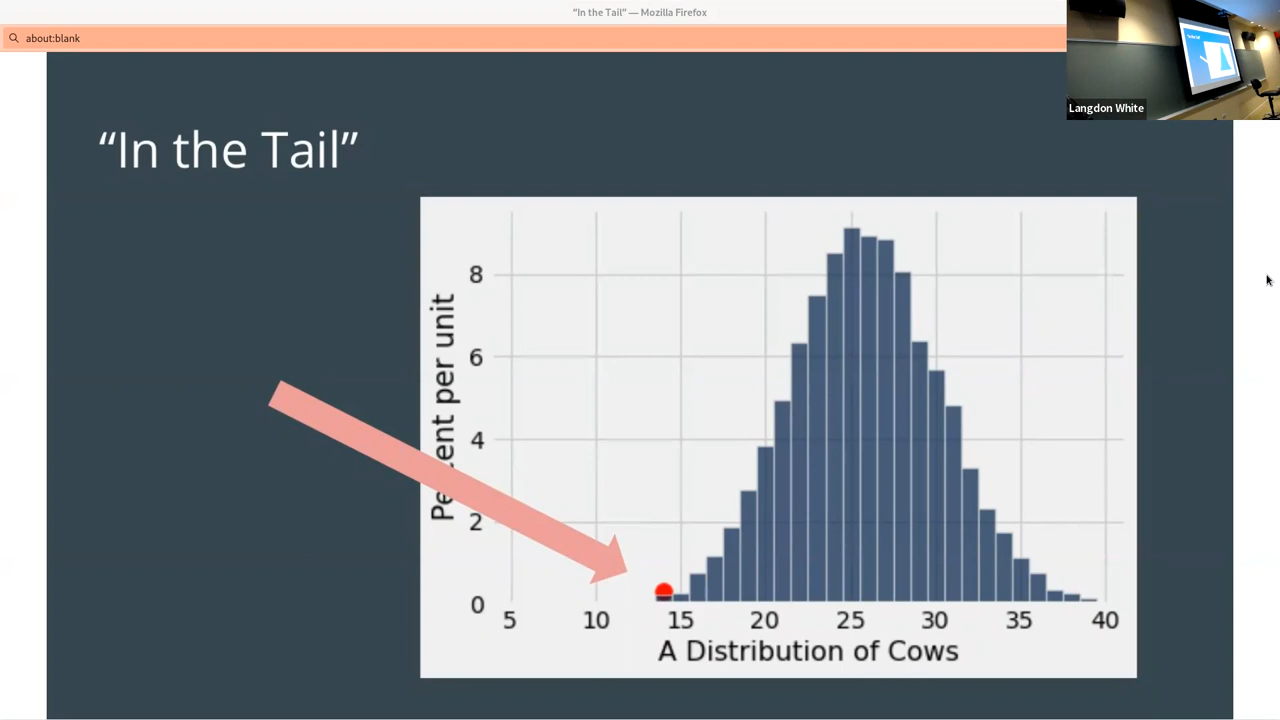 “In the Tail” — Mozilla Firefox
about:blank
Langdon White
“In the Tail”
Percent per unit
8
6
4
2
0
5 10 15 20 25 30 35 40
A Distribution of Cows